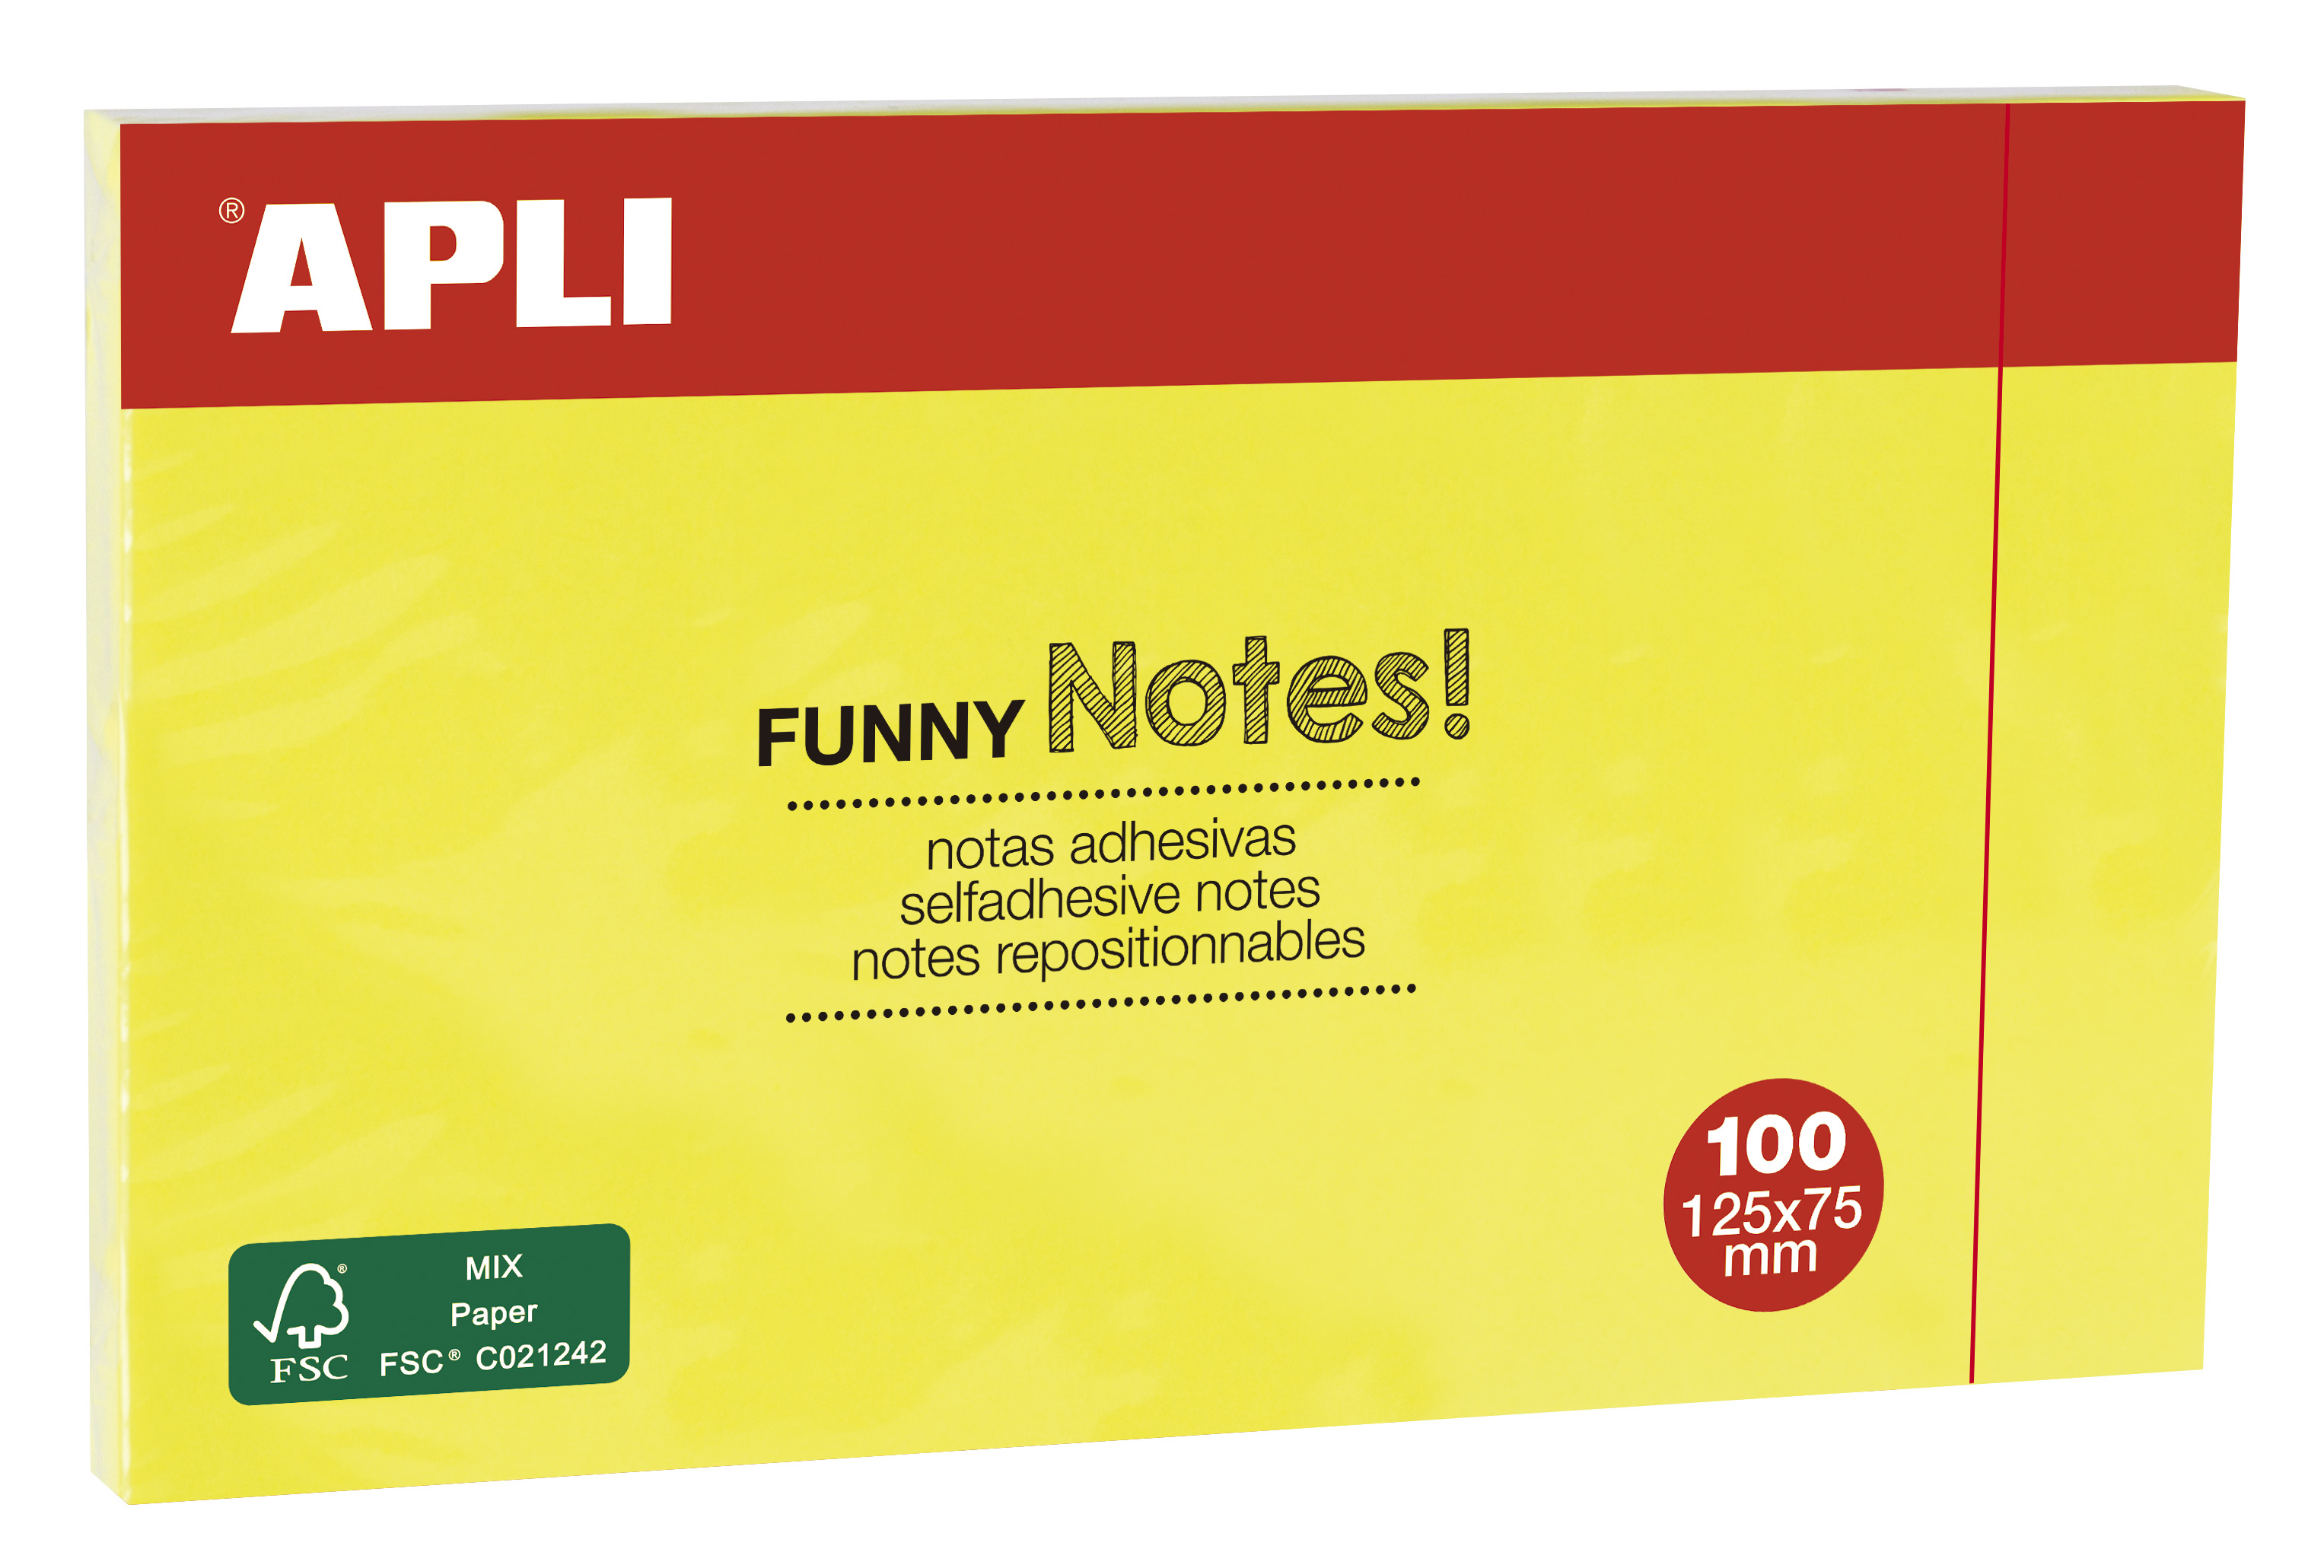 ® APLI
FUNNY Notes!
notas adhesivas
selfadhesive notes
notes repositionnables
100
125x75
mm
®
FSC
MIX
Paper
FSC® C021242